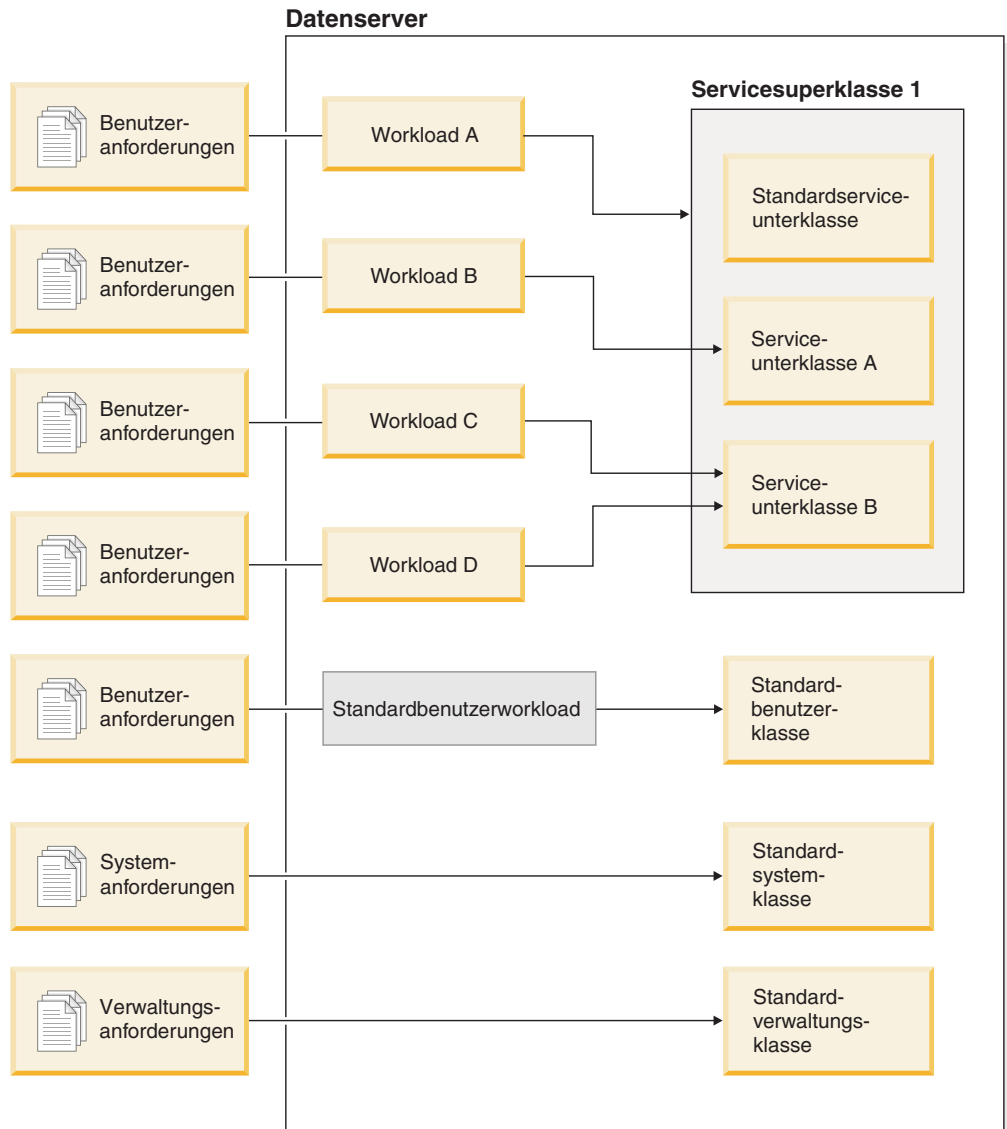 Datenserver
Servicesuperklasse 1
Benutzer-
anforderungen
Workload A
Standardservice-
unterklasse
Benutzer-
anforderungen
Workload B
Service-
unterklasse A
Benutzer-
anforderungen
Workload C
Service-
unterklasse B
Benutzer-
anforderungen
Workload D
Benutzer-
anforderungen
Standardbenutzerworkload
Standard-
benutzer-
klasse
System-
anforderungen
Standard-
system-
klasse
Verwaltungs-
anforderungen
Standard-
verwaltungs-
klasse